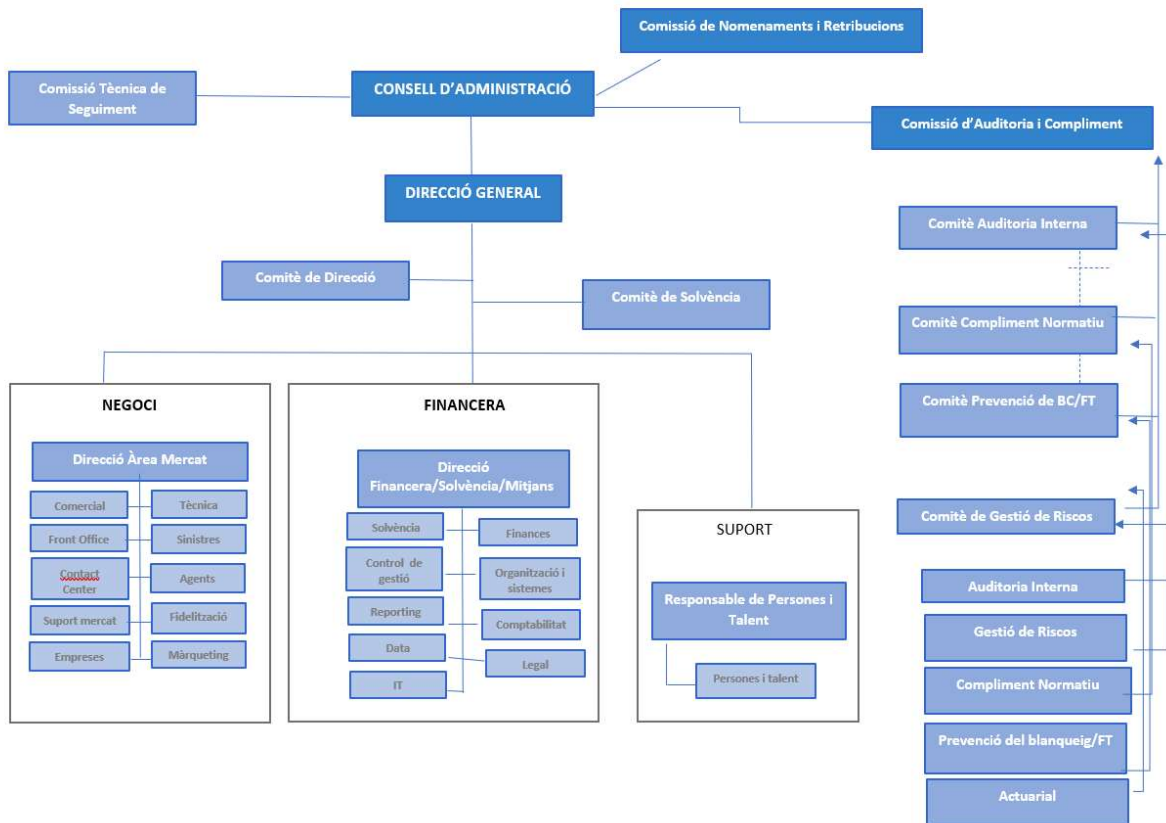 Comissió de Nomenaments i Retribucions
Comissió Tècnica de
Seguiment
CONSELL D'ADMINISTRACIÓ
Comissió d'Auditoria i Compliment
DIRECCIÓ GENERAL
Comitè de Direcció
Comitè de Solvència
Comitè Auditoria Interna
Comitè Compliment Normatiu
Comitè Prevenció de BC/FT
Comitè de Gestió de Riscos
Auditoria Interna
Gestió de Riscos
Compliment Normatiu
Prevenció del blanqueig/FT
Actuarial
NEGOCI
Direcció Àrea Mercat
Comercial
Tècnica
Front Office
Sinistres
Contact
Center
Agents
Suport mercat
Fidelització
Empreses
Màrqueting
FINANCERA
Direcció
Financera/Solvència/Mitjans
Solvència
Finances
Control de
gestió
Organització i
sistemes
Reporting
Comptabilitat
Data
Legal
IT
SUPORT
Responsable de Persones i
Talent
Persones i talent